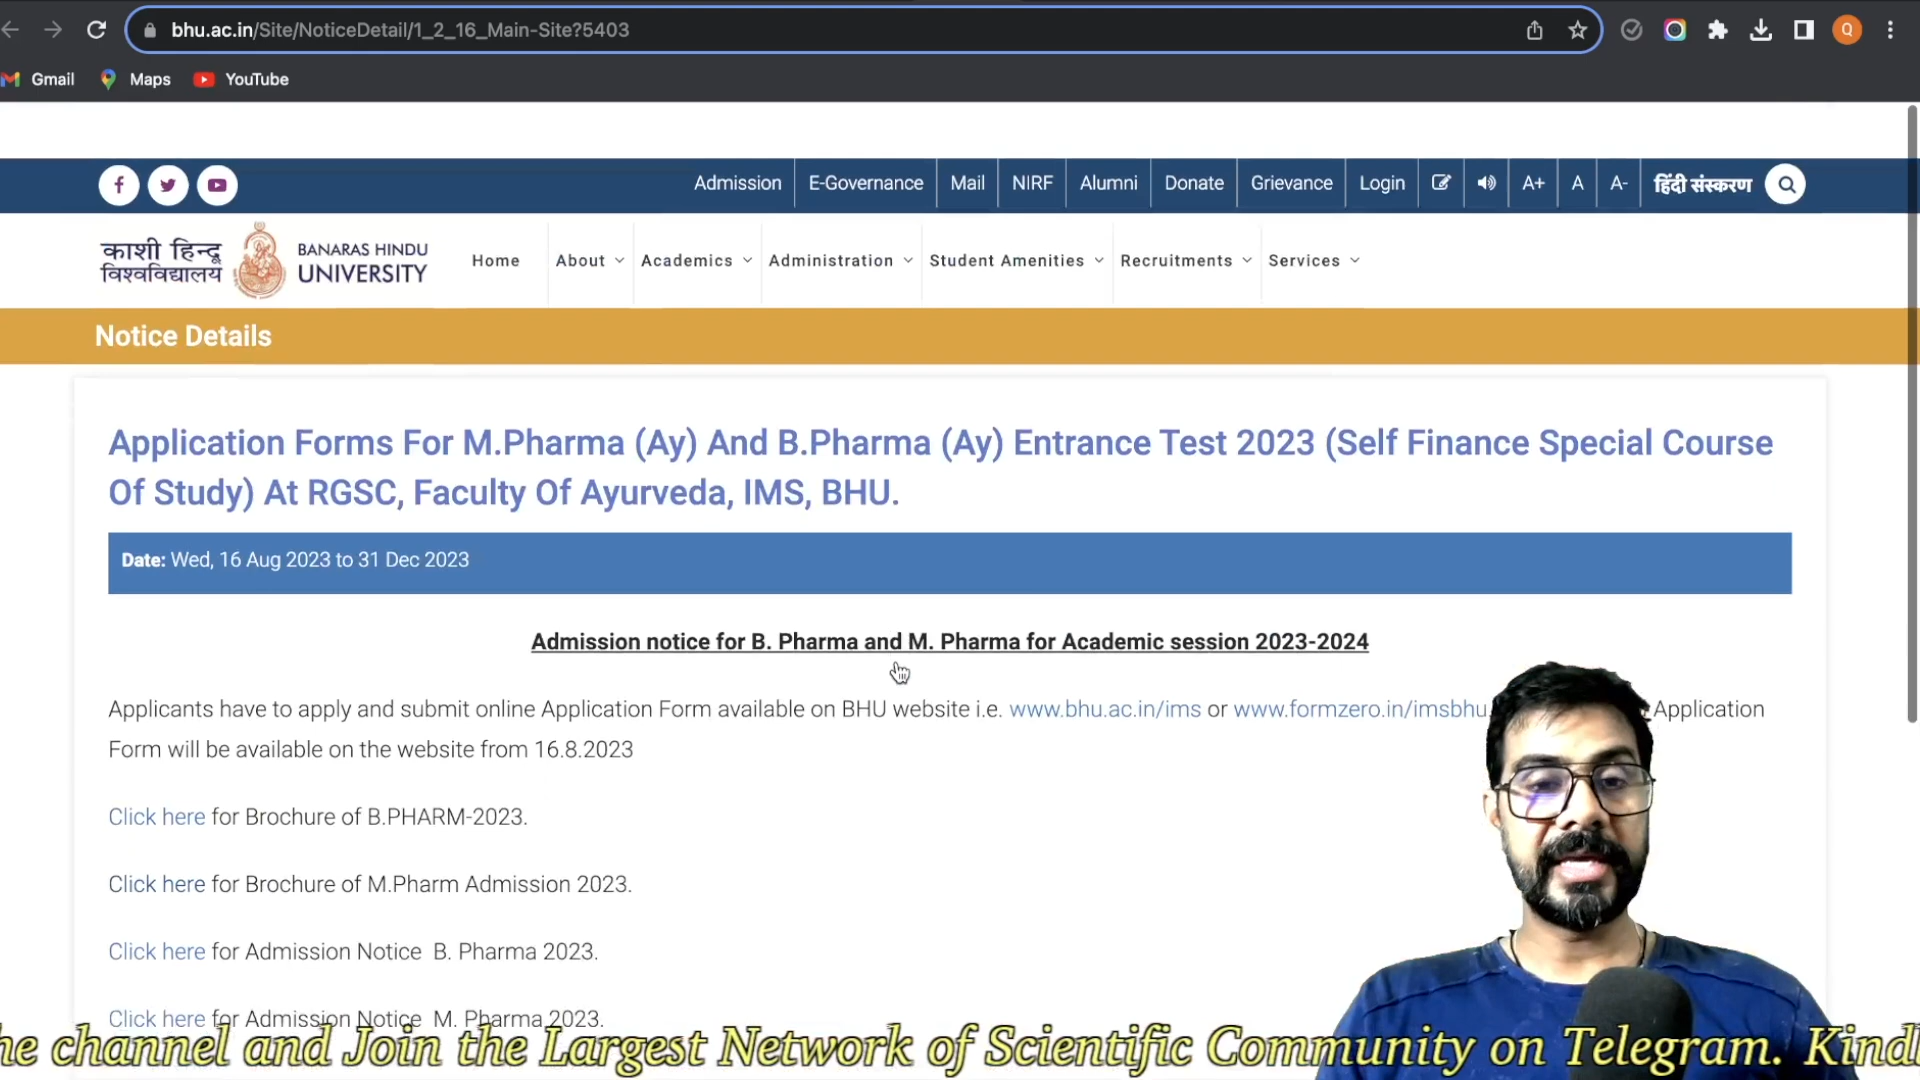 bhu.ac.in/Site/NoticeDetail/1_2_16_Main-Site?5403
Q
Gmail Maps YouTube
Admission E-Governance Mail NIRF Alumni Donate Grievance Login A+ A A- हिंदी संस्करण
काशी हिन्दू
विश्वविद्यालय
BANARAS HINDU
UNIVERSITY
Home About Academics Administration Student Amenities Recruitments Services
Notice Details
Application Forms For M.Pharma (Ay) And B.Pharma (Ay) Entrance Test 2023 (Self Finance Special Course
Of Study) At RGSC, Faculty Of Ayurveda, IMS, BHU.
Date: Wed, 16 Aug 2023 to 31 Dec 2023
Admission notice for B. Pharma and M. Pharma for Academic session 2023-2024
Applicants have to apply and submit online Application Form available on BHU website i.e. www.bhu.ac.in/ims or www.formzero.in/imsbhu. Application
Form will be available on the website from 16.8.2023
Click here for Brochure of B.PHARM-2023.
Click here for Brochure of M.Pharm Admission 2023.
Click here for Admission Notice B. Pharma 2023.
Click here for Admission Notice M. Pharma 2023.
he channel and Join the Largest Network of Scientific Community on Telegram. Kindl